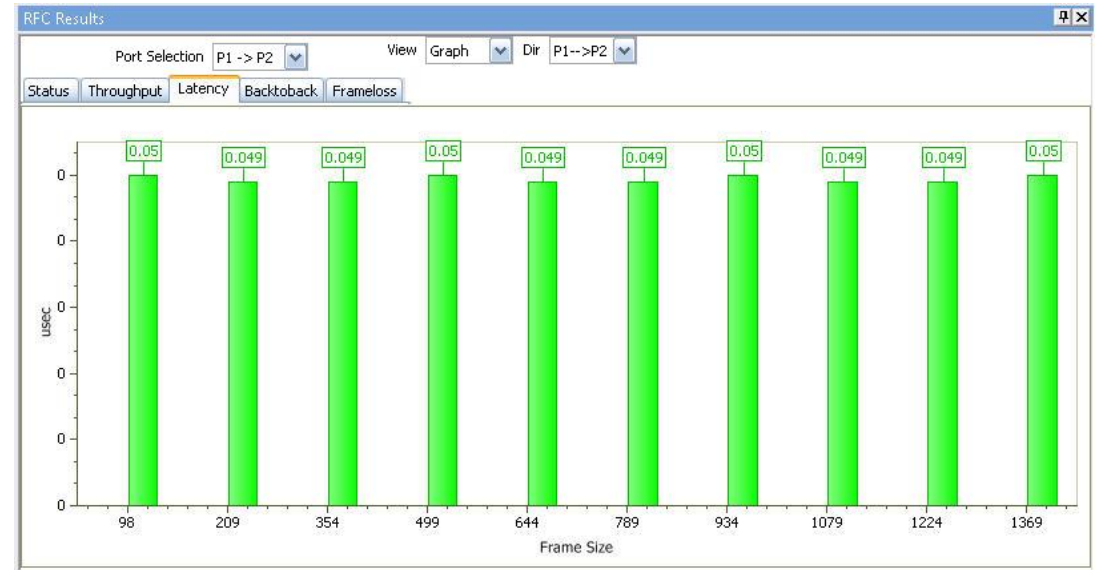 RFC Results
Port Selection P1 -> P2 View Graph Dir P1-->P2
Status Throughput Latency Backtoback Frameloss
0.05 0.049 0.049 0.05 0.049 0.049 0.05 0.049 0.049 0.05
0
0
0
0
0
0
usec
98 209 354 499 644 789 934 1079 1224 1369
Frame Size